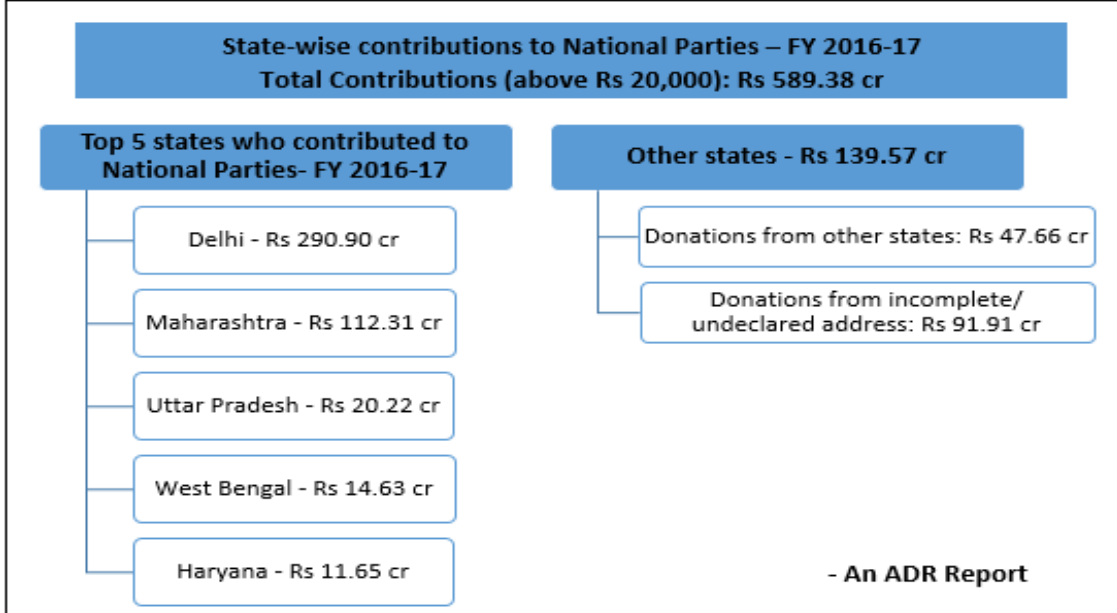 State-wise contributions to National Parties – FY 2016-17
Total Contributions (above Rs 20,000): Rs 589.38 cr
Top 5 states who contributed to
National Parties- FY 2016-17
Delhi - Rs 290.90 cr
Maharashtra - Rs 112.31 cr
Uttar Pradesh - Rs 20.22 cr
West Bengal - Rs 14.63 cr
Haryana - Rs 11.65 cr
Other states - Rs 139.57 cr
Donations from other states: Rs 47.66 cr
Donations from incomplete/
undeclared address: Rs 91.91 cr
- An ADR Report